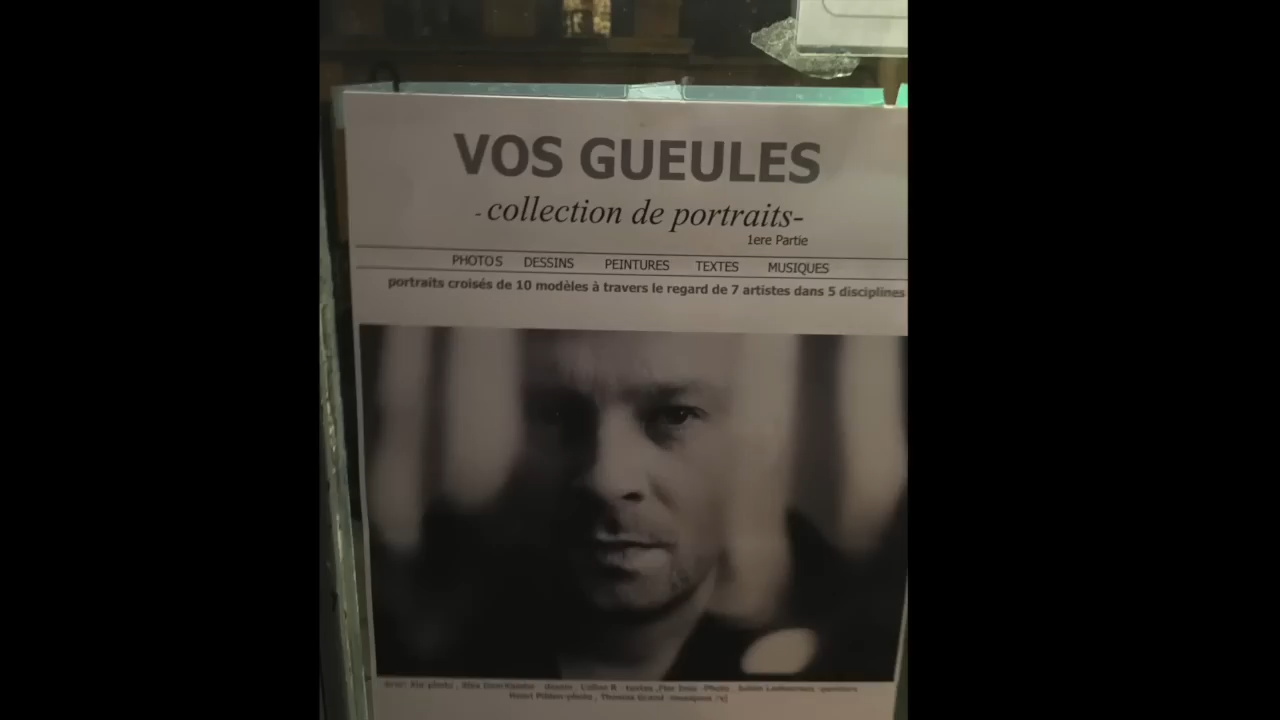 VOS GUEULES
- collection de portraits-
1ere Partie
PHOTOS DESSINS PEINTURES TEXTES MUSIQUES
portraits croisés de 10 modèles à travers le regard de 7 artistes dans 5 disciplines